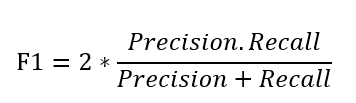 F1 = 2 * Precision.Recall / Precision + Recall